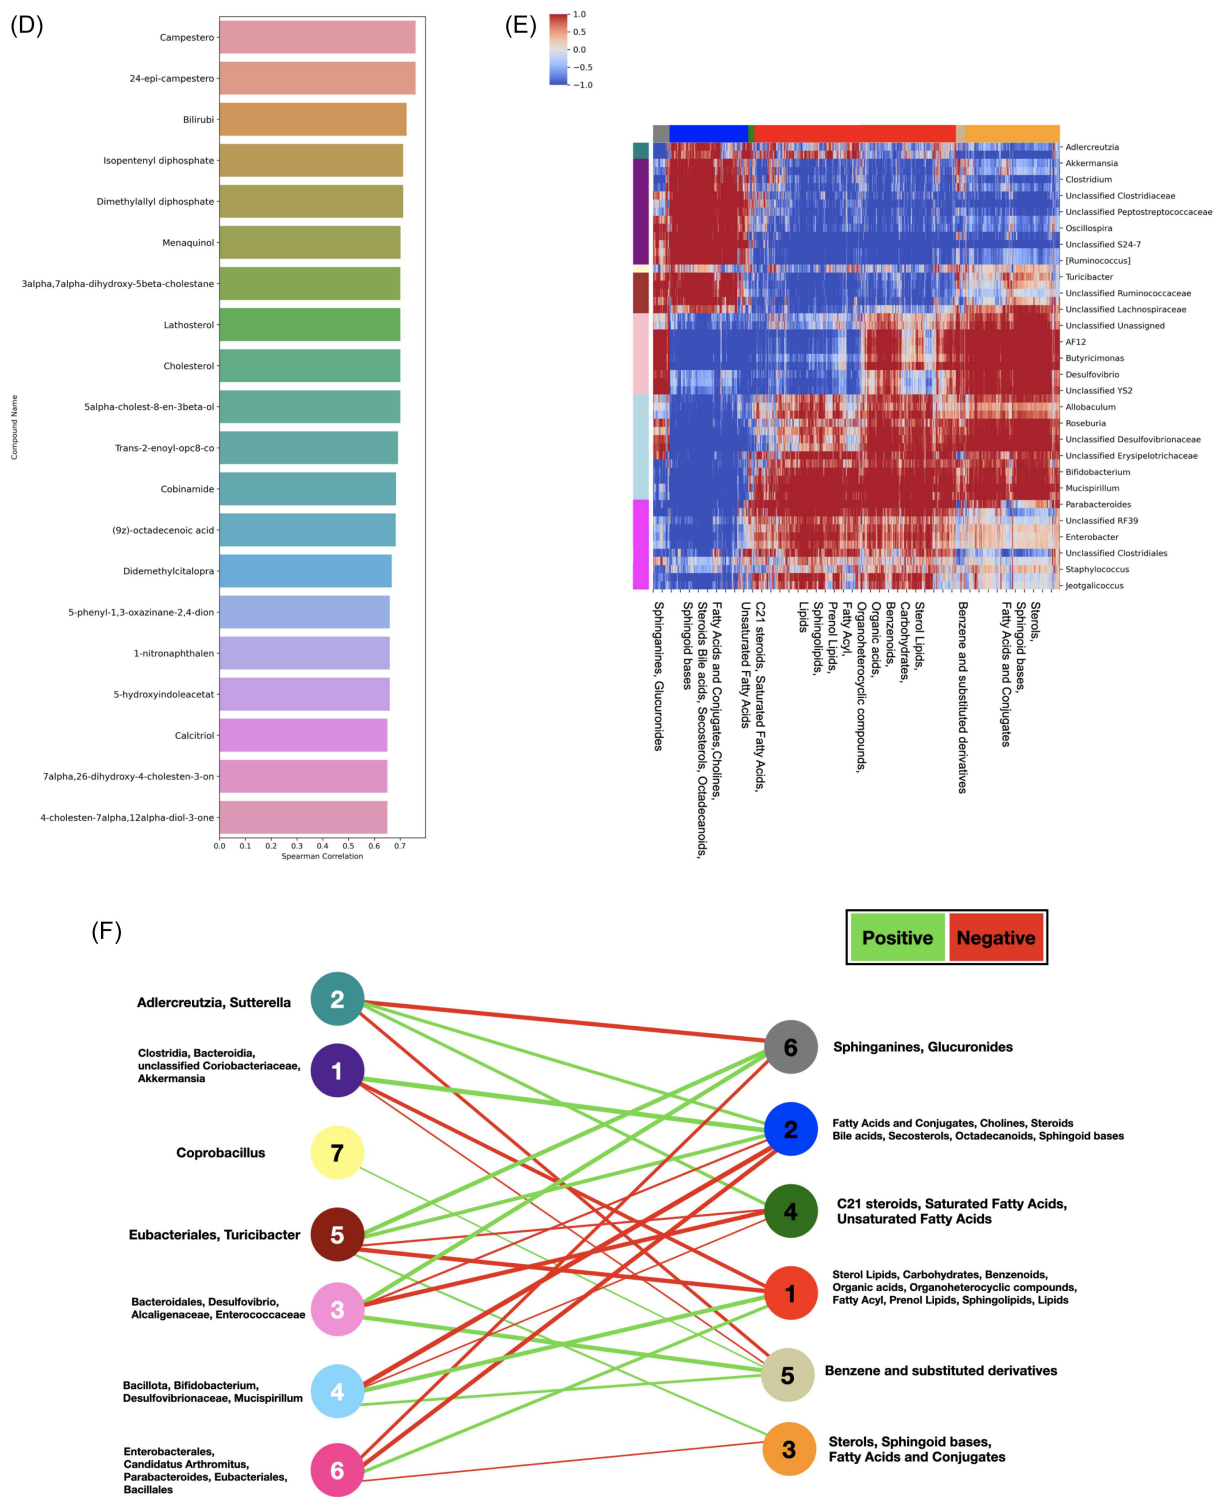 (D)
Campestero
24-epi-campestero
Bilirubi
Isopentenyl diphosphate
Dimethylallyl diphosphate
Menaquinol
3alpha,7alpha-dihydroxy-5beta-cholestane
Lathosterol
Cholesterol
5alpha-cholest-8-en-3beta-ol
Trans-2-enoyl-opc8-co
Cobinamide
(9z)-octadecenoic acid
Didemethylcitalopra
5-phenyl-1,3-oxazinane-2,4-dion
1-nitronaphthalen
5-hydroxyindoleacetat
Calcitriol
7alpha,26-dihydroxy-4-cholesten-3-on
4-cholesten-7alpha,12alpha-diol-3-one
Compound Name
0.0 0.1 0.2 0.3 0.4 0.5 0.6 0.7
Spearman Correlation
(E)
1.0
0.5
0.0
−0.5
−1.0
Adlercreutzia
Akkermansia
Clostridium
Unclassified Clostridiaceae
Unclassified Peptostreptococcaceae
Oscillospira
Unclassified S24-7
[Ruminococcus]
Turicibacter
Unclassified Ruminococcaceae
Unclassified Lachnospiraceae
Unclassified Unassigned
AF12
Butyricimonas
Desulfovibrio
Unclassified YS2
Allobaculum
Roseburia
Unclassified Desulfovibrionaceae
Unclassified Erysipelotrichaceae
Bifidobacterium
Mucispirillum
Parabacteroides
Unclassified RF39
Enterobacter
Unclassified Clostridiales
Staphylococcus
Jeotgalicoccus
Sphinganines, Glucuronides
Sphingoid bases
Steroids Bile acids, Secosterols, Octadecanoids,
Fatty Acids and Conjugates,Cholines,
Unsaturated Fatty Acids
C21 steroids, Saturated Fatty Acids,
Lipids
Sphingolipids,
Prenol Lipids,
Fatty Acyl,
Organoheterocyclic compounds,
Organic acids,
Benzenoids,
Carbohydrates,
Sterol Lipids,
Benzene and substituted derivatives
Fatty Acids and Conjugates
Sphingoid bases,
Sterols,
(F)
Positive Negative
Adlercreutzia, Sutterella
2
Clostridia, Bacteroidia,
unclassified Coriobacteriaceae,
Akkermansia
1
Coprobacillus
7
Eubacteriales, Turicibacter
5
Bacteroidales, Desulfovibrio,
Alcaligenaceae, Enterococcaceae
3
Bacillota, Bifidobacterium,
Desulfovibrionaceae, Mucispirillum
4
Enterobacterales,
Candidatus Arthromitus,
Parabacteroides, Eubacteriales,
Bacillales
6
6
Sphinganines, Glucuronides
2
Fatty Acids and Conjugates, Cholines, Steroids
Bile acids, Secosterols, Octadecanoids, Sphingoid bases
4
C21 steroids, Saturated Fatty Acids,
Unsaturated Fatty Acids
1
Sterol Lipids, Carbohydrates, Benzenoids,
Organic acids, Organoheterocyclic compounds,
Fatty Acyl, Prenol Lipids, Sphingolipids, Lipids
5
Benzene and substituted derivatives
3
Sterols, Sphingoid bases,
Fatty Acids and Conjugates